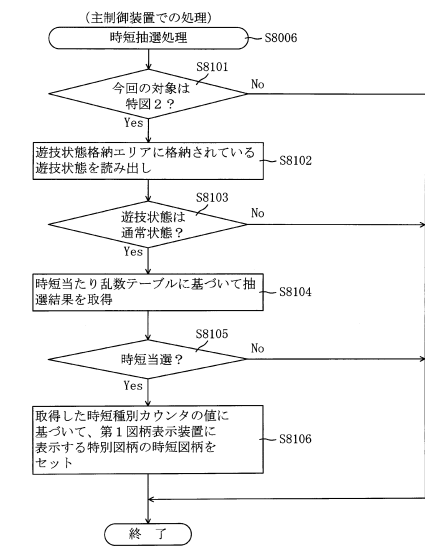 (主制御装置での処理)
時短抽選処理
S8006
S8101
今回の対象は
特図２？
No
Yes
遊技状態格納エリアに格納されている
遊技状態を読み出し
S8102
S8103
遊技状態は
通常状態？
No
Yes
時短当たり乱数テーブルに基づいて抽
選結果を取得
S8104
S8105
時短当選？
No
Yes
取得した時短種別カウンタの値に
基づいて、第１図柄表示装置に
表示する特別図柄の時短図柄を
セット
S8106
終 了